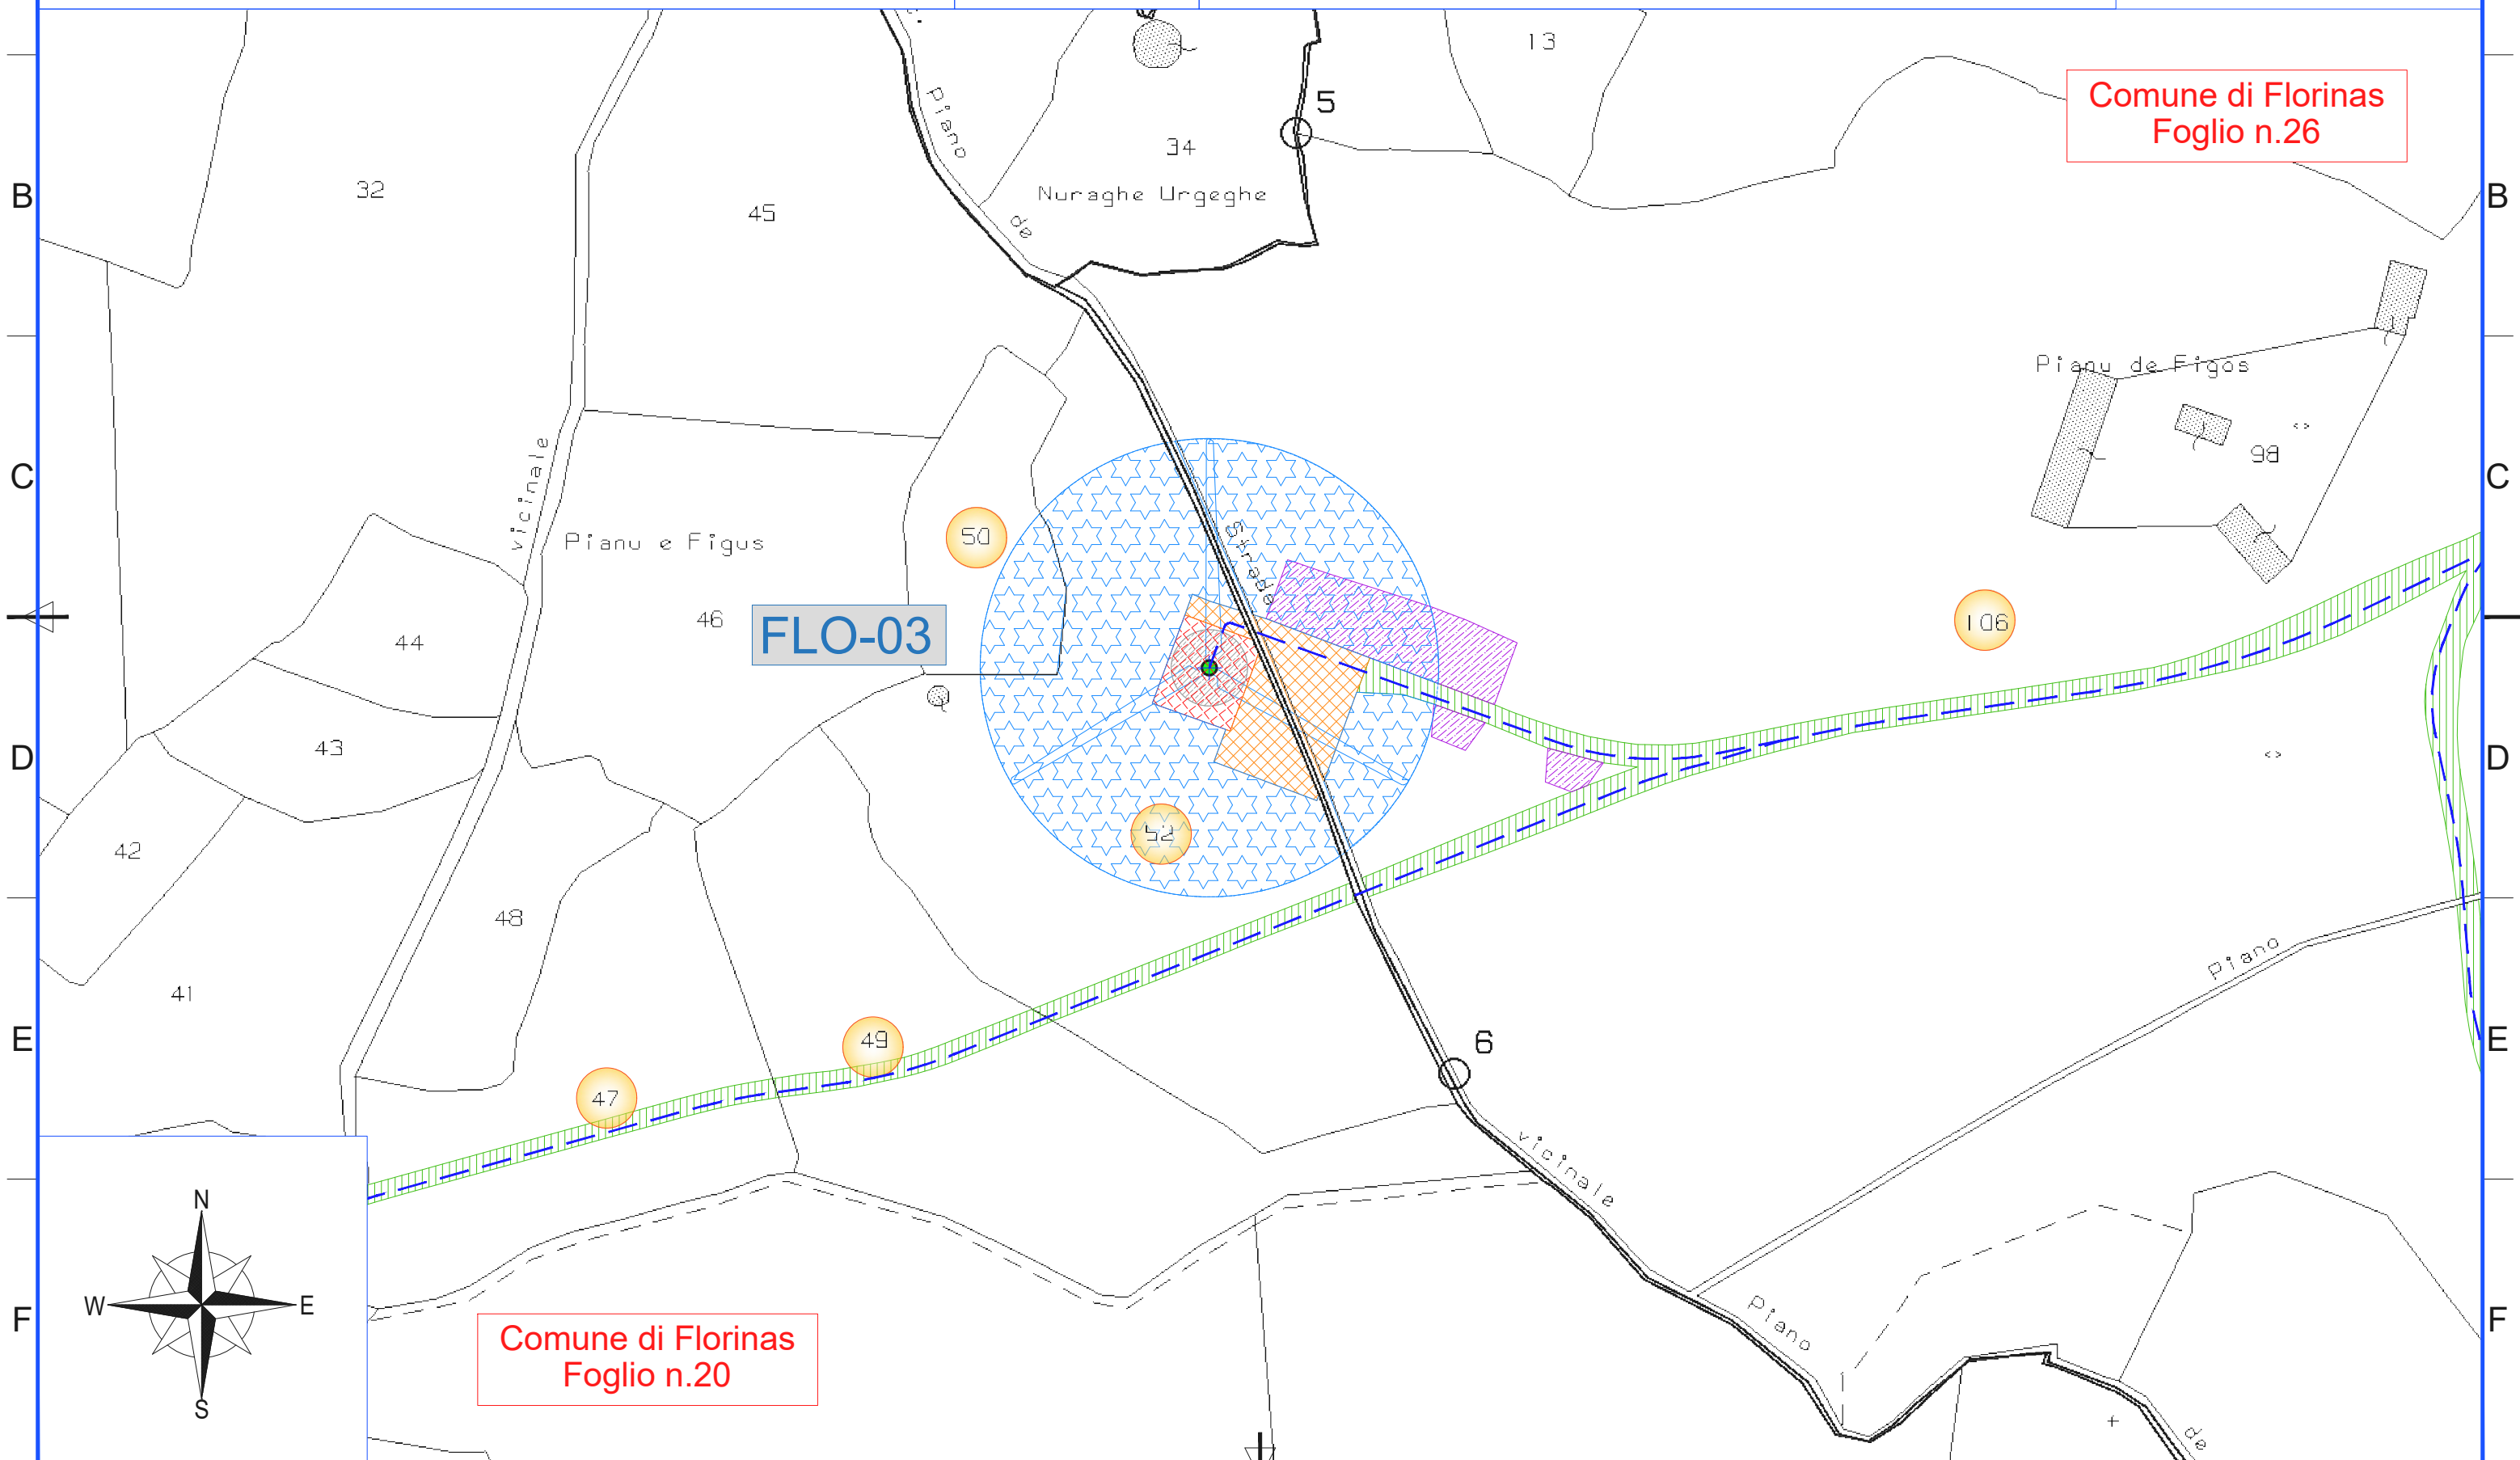 13
5
Comune di Florinas
Foglio n.26
Piano
34
32
B
B
Nuraghe Urgeghe
45
de
Pianu de Figos
vicinale
98
C
C
50
Strade
Pianu e Figus
46
FLO-03
106
44
43
D
D
42
52
48
Piano
41
E
E
49
6
47
vicinale
N
W
E
S
Piano
F
F
Comune di Florinas
Foglio n.20
de